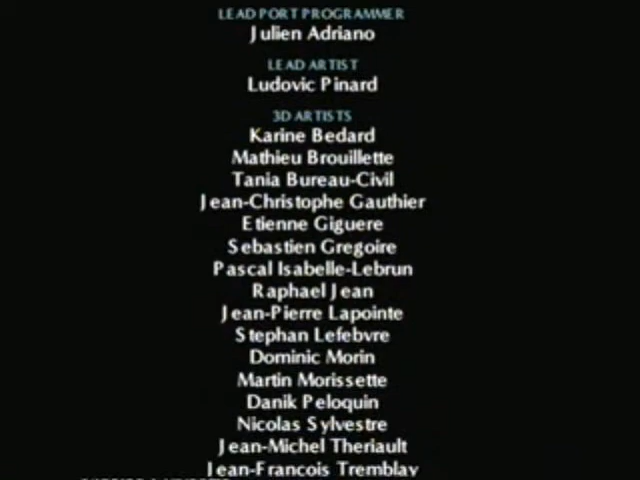 LEAD PORT PROGRAMMER
Julien Adriano
LEAD ARTIST
Ludovic Pinard
3D ARTISTS
Karine Bedard
Mathieu Brouillette
Tania Bureau-Civil
Jean-Christophe Gauthier
Etienne Giguere
Sebastien Gregoire
Pascal Isabelle-Lebrun
Raphael Jean
Jean-Pierre Lapointe
Stephan Lefebvre
Dominic Morin
Martin Morissette
Danik Peloquin
Nicolas Sylvestre
Jean-Michel Theriault
Jean-Francois Tremblay